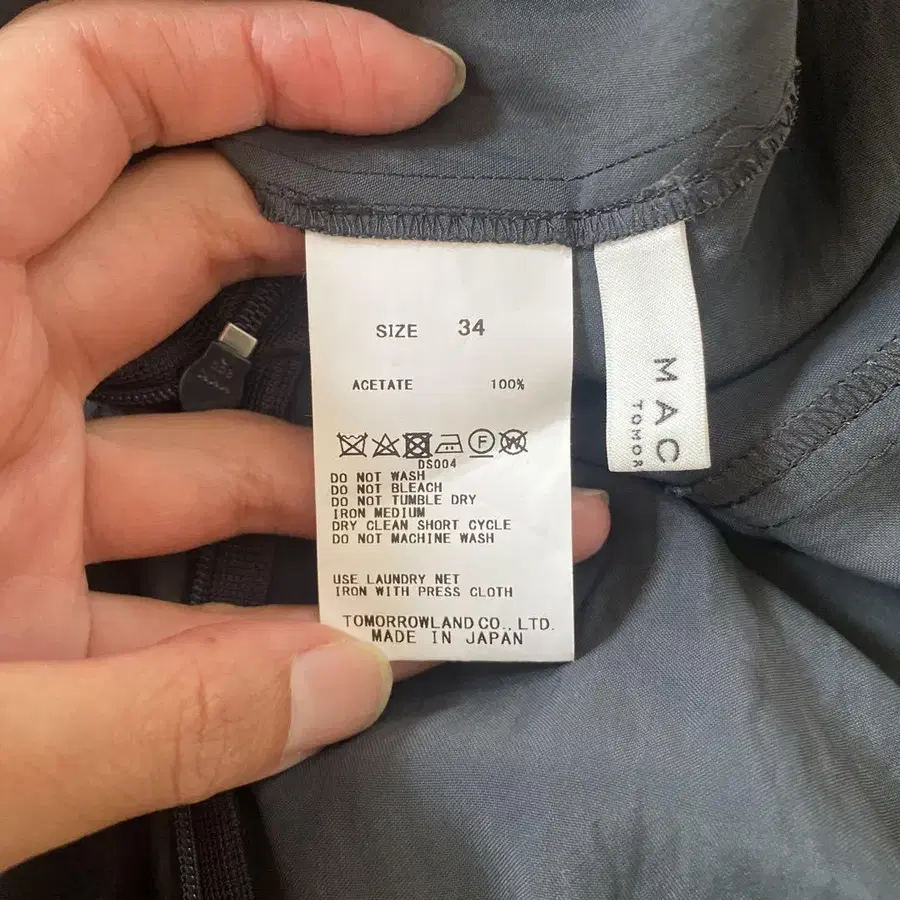 SIZE 34
ACETATE 100%
DS004
DO NOT WASH
DO NOT BLEACH
DO NOT TUMBLE DRY
IRON MEDIUM
DRY CLEAN SHORT CYCLE
DO NOT MACHINE WASH
USE LAUNDRY NET
IRON WITH PRESS CLOTH
TOMORROWLAND CO., LTD.
MADE IN JAPAN
MAC
TOMOR